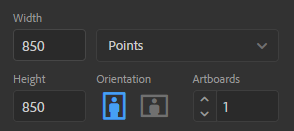 Width
850 Points
Height Orientation Artboards
850 1